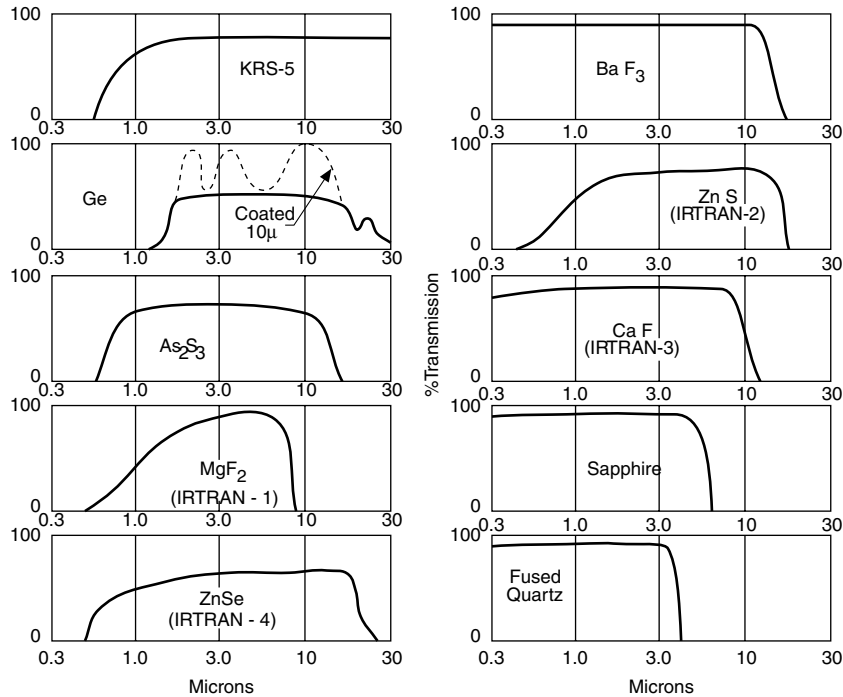 100
0
KRS-5
0.3 1.0 3.0 10 30
100
0
Ge
Coated
10μ
0.3 1.0 3.0 10 30
100
0
As2S3
0.3 1.0 3.0 10 30
100
0
MgF2
(IRTRAN - 1)
0.3 1.0 3.0 10 30
100
0
ZnSe
(IRTRAN - 4)
0.3 1.0 3.0 10 30
Microns
%Transmission
100
0
Ba F3
0.3 1.0 3.0 10 30
100
0
Zn S
(IRTRAN-2)
0.3 1.0 3.0 10 30
100
0
Ca F
(IRTRAN-3)
0.3 1.0 3.0 10 30
100
0
Sapphire
0.3 1.0 3.0 10 30
100
0
Fused
Quartz
0.3 1.0 3.0 10 30
Microns